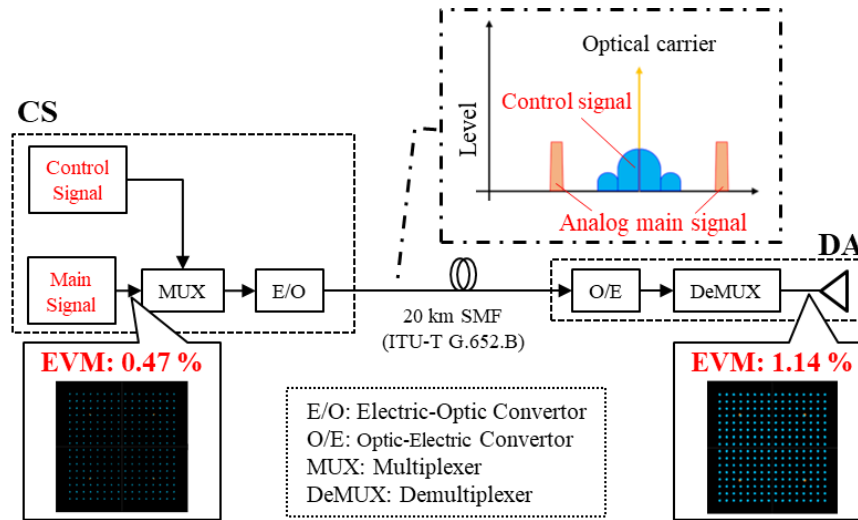 Optical carrier
Control signal
Level
Analog main signal
CS
Control
Signal
Main
Signal
MUX
E/O
20 km SMF
(ITU-T G.652.B)
DA
O/E
DeMUX
EVM: 0.47 %
EVM: 1.14 %
E/O: Electric-Optic Convertor
O/E: Optic-Electric Convertor
MUX: Multiplexer
DeMUX: Demultiplexer